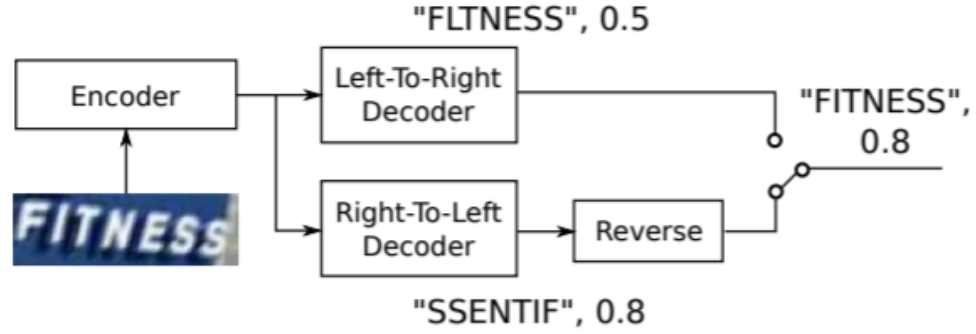 "FLTNESS", 0.5
Encoder
Left-To-Right
Decoder
"FITNESS",
0.8
FITNESS
Right-To-Left
Decoder
Reverse
"SSENTIF", 0.8